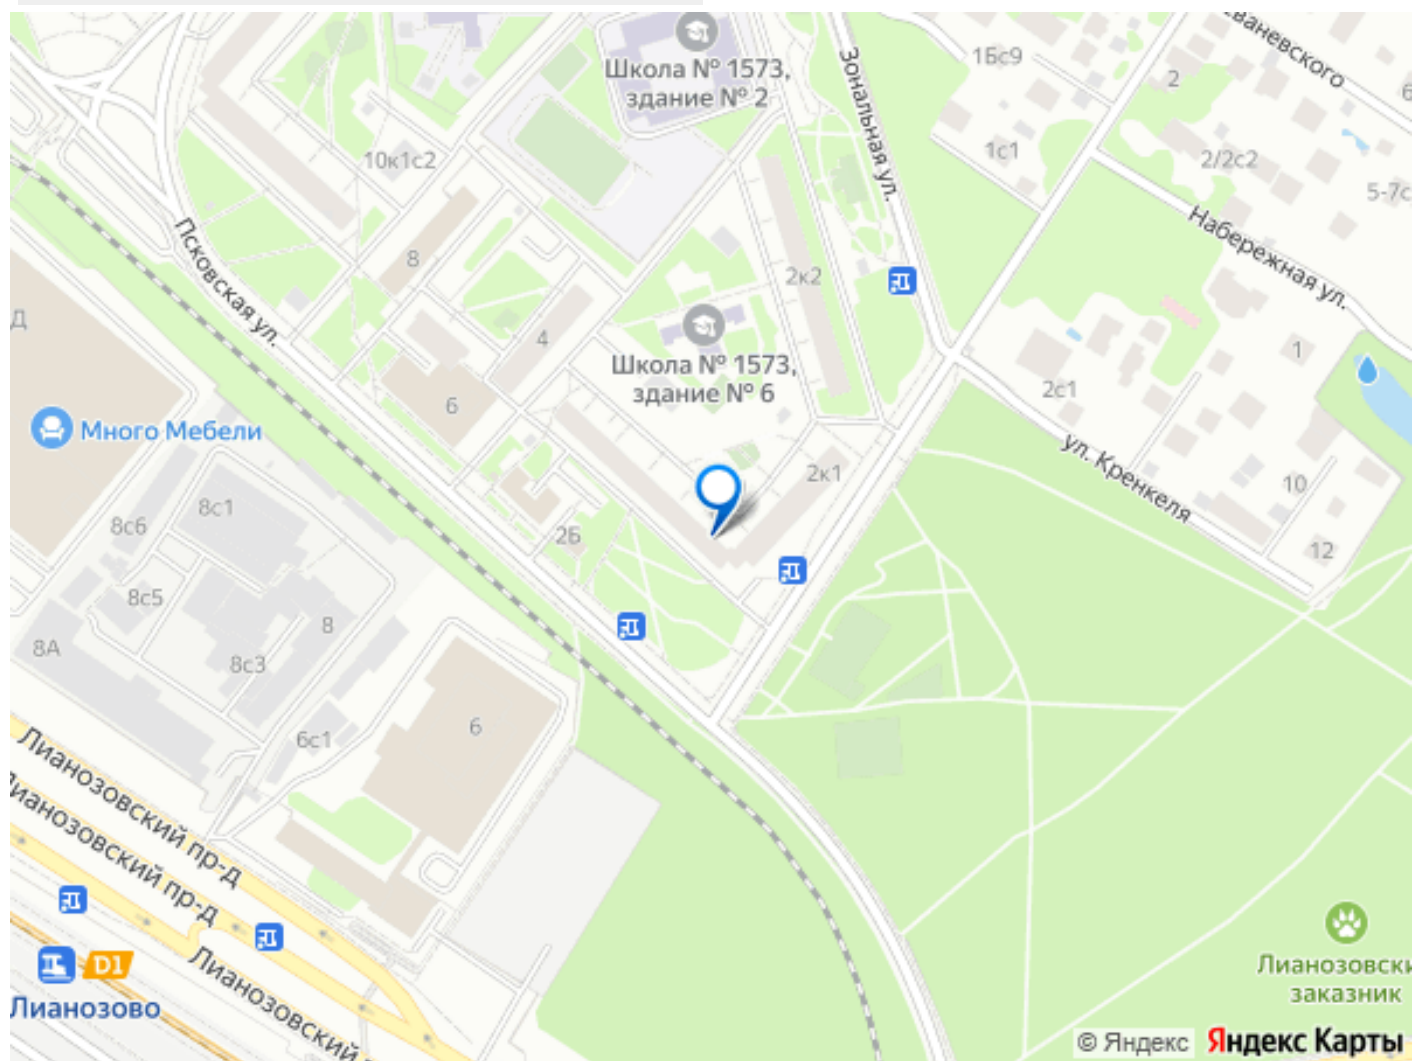 Школа № 1573,
здание № 2
Зональная ул.
1Бс9
2
6
1с1
2/2с2
5-7с
10к1с2
Набережная ул.
Псковская ул.
8
2к2
4
Школа № 1573,
здание № 6
1
2с1
Д
6
Много Мебели
ул. Кренкеля
2к1
10
8с1
8с6
2Б
12
8с5
8
8А
8с3
6
6с1
Лианозовский пр-д
Лианозовский пр-д
Лианозовский
D1
Лианозово
Лианозовски
заказник
© Яндекс Яндекс Карты